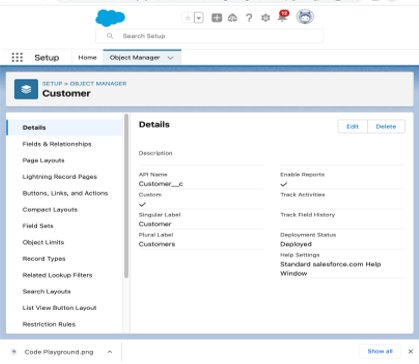 salesforce
10
Search Setup
Setup
Home
Object Manager
SETUP > OBJECT MANAGER
Customer
Details
Fields & Relationships
Page Layouts
Lightning Record Pages
Buttons, Links, and Actions
Compact Layouts
Field Sets
Object Limits
Record Types
Related Lookup Filters
Search Layouts
List View Button Layout
Restriction Rules
Details
Edit
Delete
Description
API Name
Customer__c
Custom
Singular Label
Customer
Plural Label
Customers
Enable Reports
Track Activities
Track Field History
Deployment Status
Deployed
Help Settings
Standard salesforce.com Help
Window
Code Playground.png
Show all